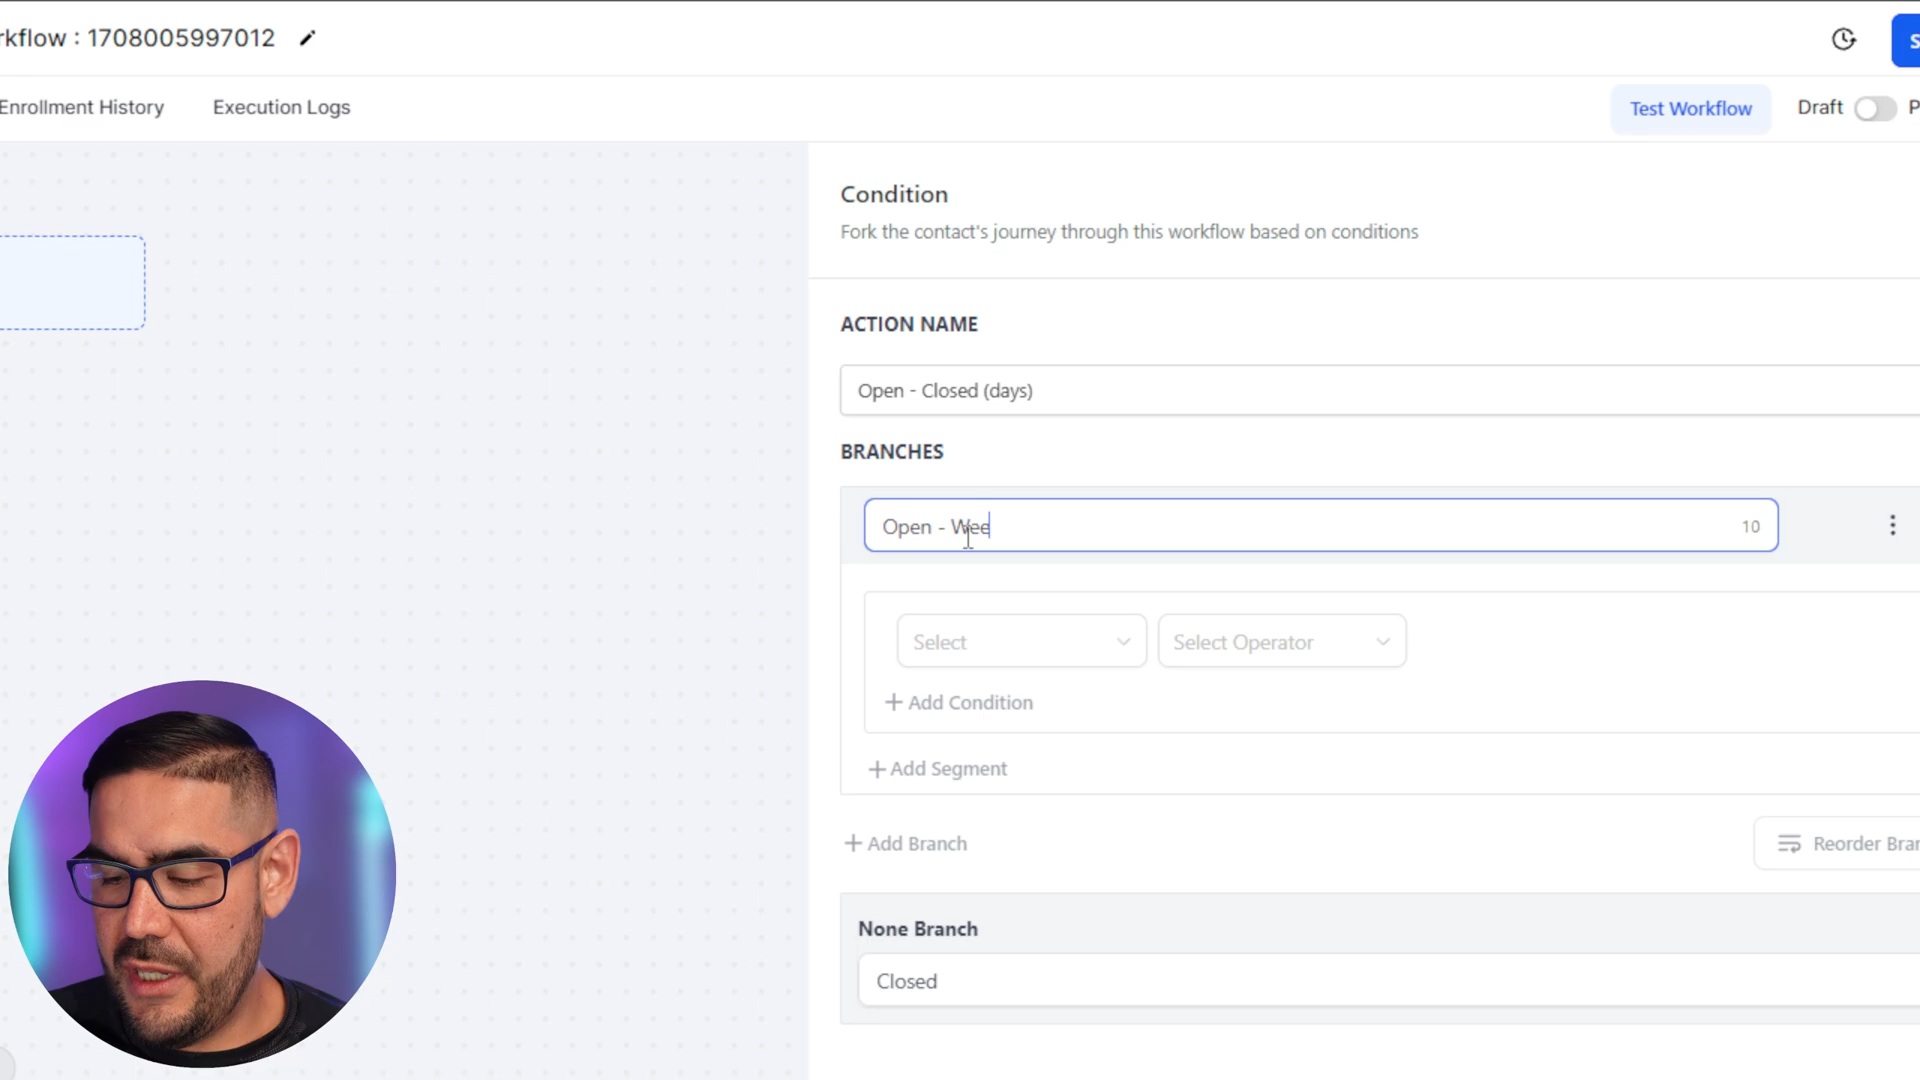 rkflow : 1708005997012
Enrollment History
Execution Logs
Test Workflow
Draft
Condition
Fork the contact's journey through this workflow based on conditions
ACTION NAME
Open - Closed (days)
BRANCHES
Open - Wee
10
Select
Select Operator
+ Add Condition
+ Add Segment
+ Add Branch
Reorder Bran
None Branch
Closed